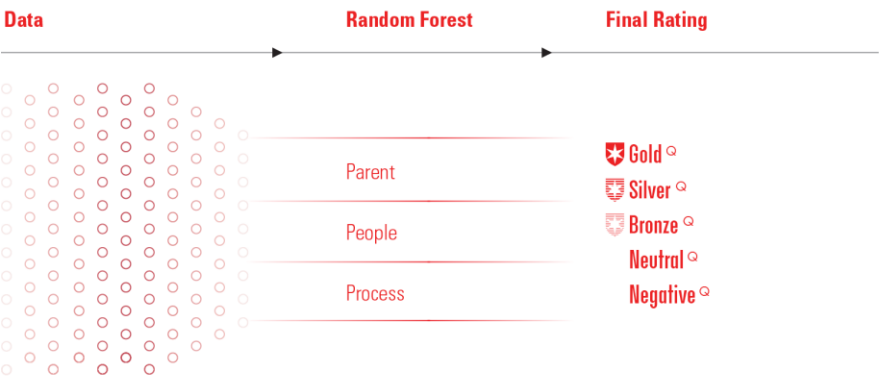 Data
Random Forest
Final Rating
Parent
People
Process
Gold Q
Silver Q
Bronze Q
Neutral Q
Negative Q